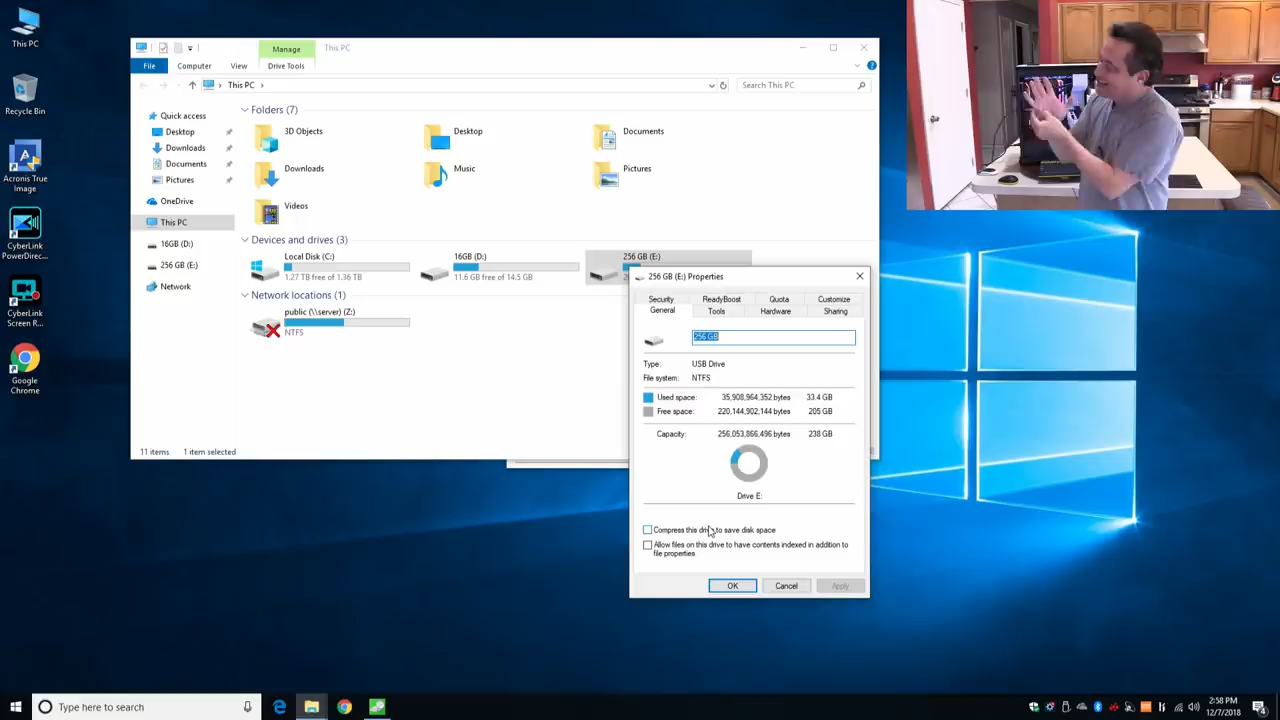 This PC
Recycle Bin
Acronis True
Image
CyberLink
PowerDirec...
CyberLink
Screen R...
Google
Chrome
Manage
This PC
File
Computer
View
Drive Tools
This PC
Search This PC
Quick access
Desktop
Downloads
Documents
Pictures
OneDrive
This PC
16GB (D:)
256 GB (E:)
Network
Folders (7)
3D Objects
Desktop
Documents
Downloads
Music
Pictures
Videos
Devices and drives (3)
Local Disk (C:)
1.27 TB free of 1.36 TB
16GB (D:)
11.6 GB free of 14.5 GB
256 GB (E:)
Network locations (1)
public (\\server) (Z:)
NTFS
11 items
1 item selected
256 GB (E:) Properties
Security
ReadyBoost
Quota
Customize
General
Tools
Hardware
Sharing
256 GB
Type: USB Drive
File system: NTFS
Used space: 35,908,964,352 bytes 33.4 GB
Free space: 220,144,902,144 bytes 205 GB
Capacity: 256,053,866,496 bytes 238 GB
Drive E:
Compress this drive to save disk space
Allow files on this drive to have contents indexed in addition to
file properties
OK
Cancel
Apply
Type here to search
2:58 PM
12/7/2018
4